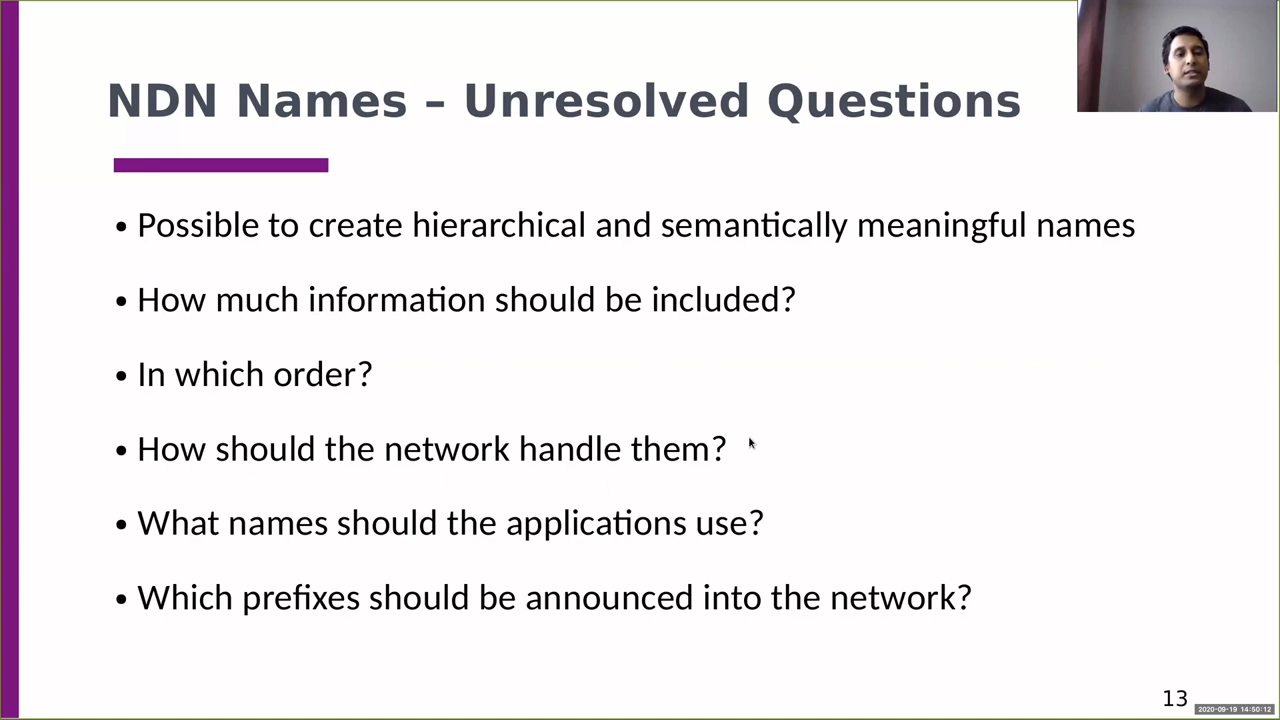 NDN Names – Unresolved Questions
• Possible to create hierarchical and semantically meaningful names
• How much information should be included?
• In which order?
• How should the network handle them?
• What names should the applications use?
• Which prefixes should be announced into the network?
13
2020-09-19 14:50:12